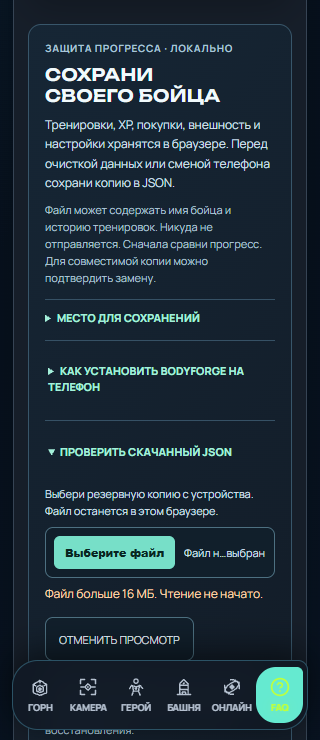 ЗАЩИТА ПРОГРЕССА · ЛОКАЛЬНО
СОХРАНИ
СВОЕГО БОЙЦА
Тренировки, XP, покупки, внешность и
настройки хранятся в браузере. Перед
очисткой данных или сменой телефона
сохрани копию в JSON.
Файл может содержать имя бойца и
историю тренировок. Никуда не
отправляется. Сначала сравни прогресс.
Для совместимой копии можно
подтвердить замену.
МЕСТО ДЛЯ СОХРАНЕНИЙ
КАК УСТАНОВИТЬ BODYFORGE НА
ТЕЛЕФОН
ПРОВЕРИТЬ СКАЧАННЫЙ JSON
Выбери резервную копию с устройства.
Файл останется в этом браузере.
Выберите файл Файл н...выбран
Файл больше 16 МБ. Чтение не начато.
ОТМЕНИТЬ ПРОСМОТР
ГОРН КАМЕРА ГЕРОЙ БАШНЯ ОНЛАЙН FAQ
восстановления.